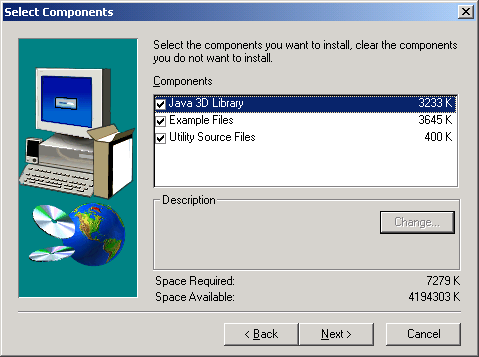 Select Components
Select the components you want to install, clear the components
you do not want to install.
Components
Java 3D Library 3233 K
Example Files 3645 K
Utility Source Files 400 K
Description
Change...
Space Required: 7279 K
Space Available: 4194303 K
< Back Next > Cancel